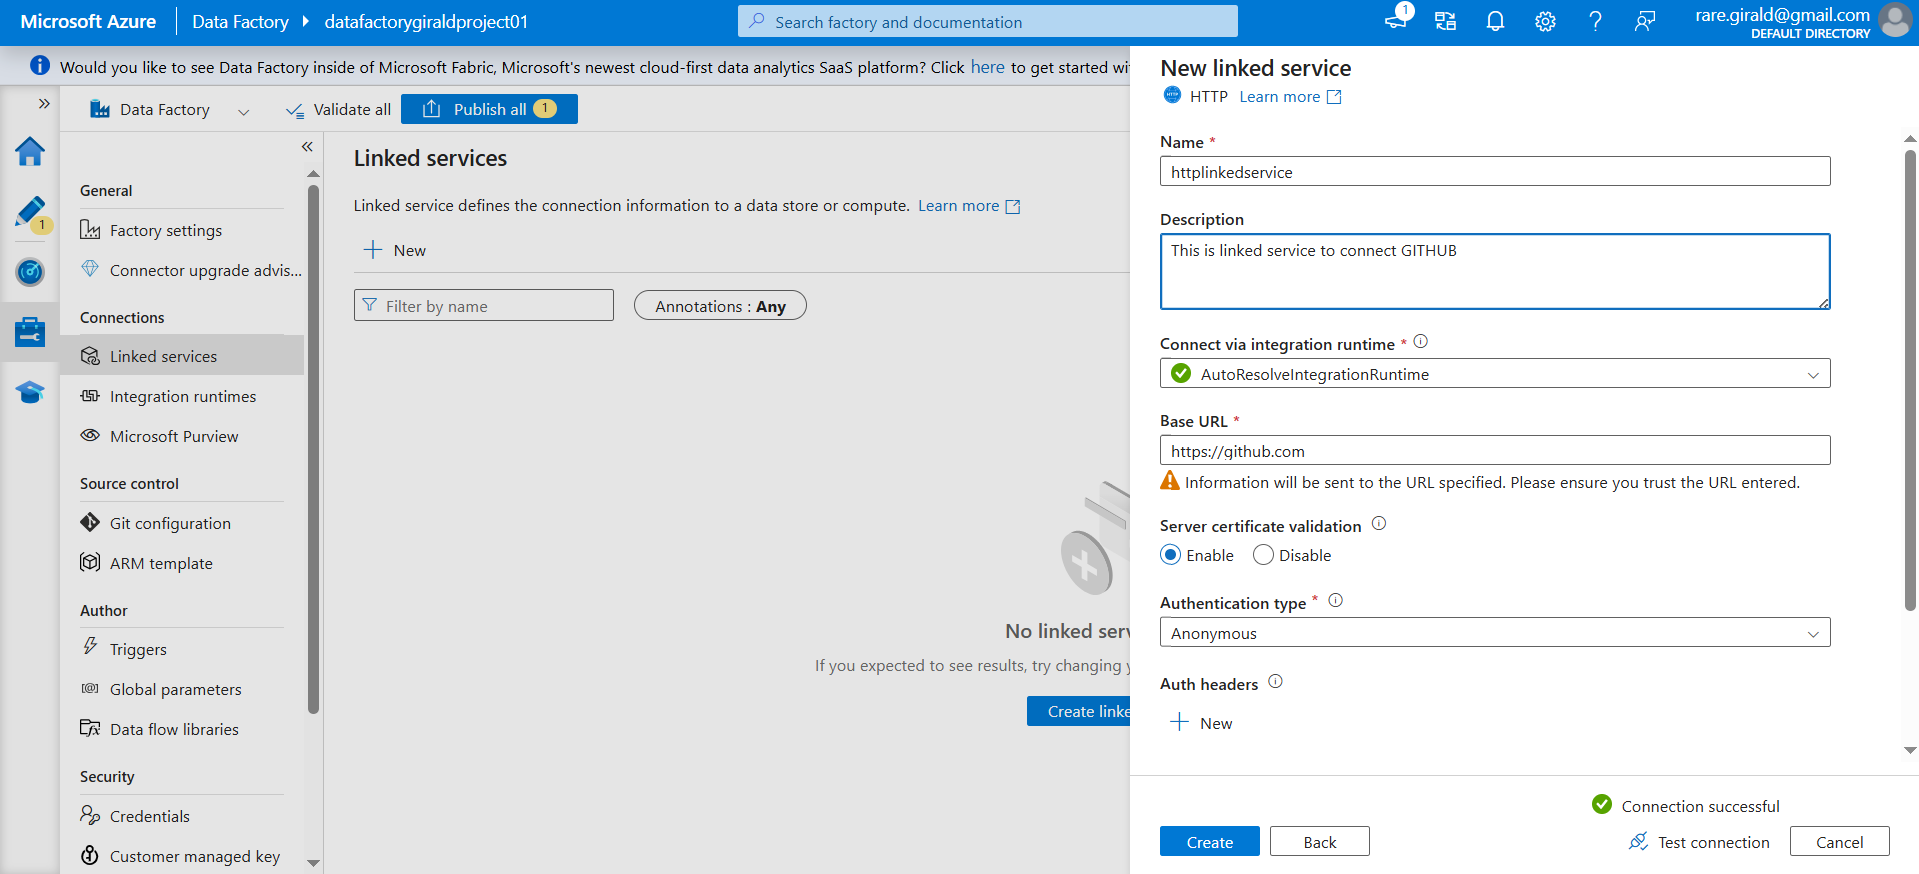 Microsoft Azure
Data Factory
datafactorygiraldproject01
Search factory and documentation
1
rare.girald@gmail.com
DEFAULT DIRECTORY
Would you like to see Data Factory inside of Microsoft Fabric, Microsoft's newest cloud-first data analytics SaaS platform? Click here to get started wi
Data Factory
Validate all
Publish all 1
1
General
Factory settings
Connector upgrade advis...
Connections
Linked services
Integration runtimes
Microsoft Purview
Source control
Git configuration
ARM template
Author
Triggers
Global parameters
Data flow libraries
Security
Credentials
Customer managed key
Linked services
Linked service defines the connection information to a data store or compute. Learn more
New
Filter by name
Annotations : Any
No linked serv
If you expected to see results, try changing y
Create linke
New linked service
HTTP Learn more
Name *
httplinkedservice
Description
This is linked service to connect GITHUB
Connect via integration runtime *
AutoResolveIntegrationRuntime
Base URL *
https://github.com
Information will be sent to the URL specified. Please ensure you trust the URL entered.
Server certificate validation
Enable Disable
Authentication type *
Anonymous
Auth headers
New
Connection successful
Create
Back
Test connection
Cancel